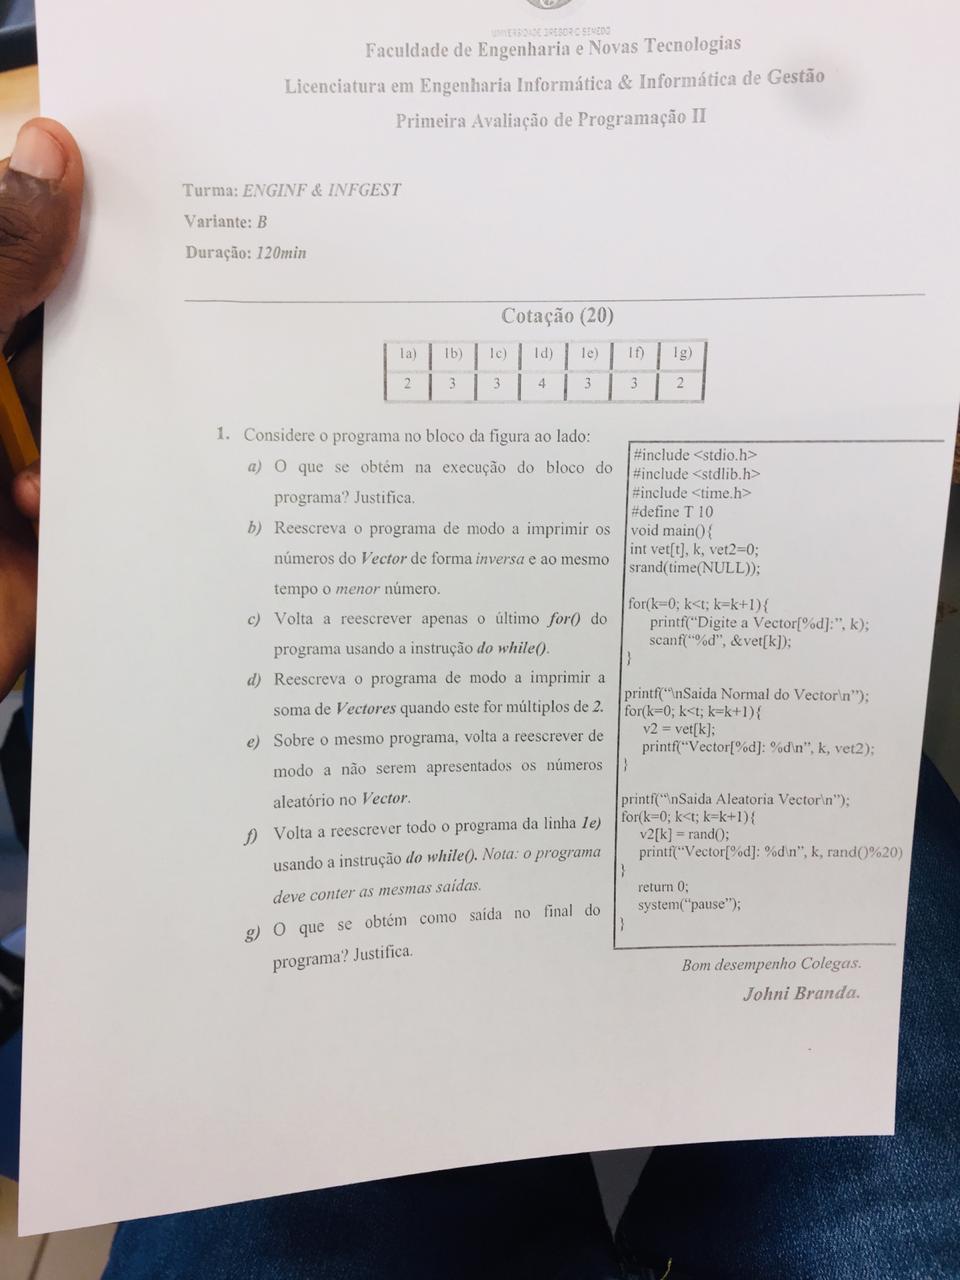 UNIVERSIDADE GREGÓRIO SEMEDO
Faculdade de Engenharia e Novas Tecnologias
Licenciatura em Engenharia Informática & Informática de Gestão
Primeira Avaliação de Programação II
Turma: ENGINF & INFGEST
Variante: B
Duração: 120min
Cotação (20)
1a) 1b) 1c) 1d) 1e) 1f) 1g)
2 3 3 4 3 3 2
1. Considere o programa no bloco da figura ao lado:
a) O que se obtém na execução do bloco do
programa? Justifica.
b) Reescreva o programa de modo a imprimir os
números do Vector de forma inversa e ao mesmo
tempo o menor número.
c) Volta a reescrever apenas o último for() do
programa usando a instrução do while().
d) Reescreva o programa de modo a imprimir a
soma de Vectores quando este for múltiplos de 2.
e) Sobre o mesmo programa, volta a reescrever de
modo a não serem apresentados os números
aleatório no Vector.
f) Volta a reescrever todo o programa da linha 1e)
usando a instrução do while(). Nota: o programa
deve conter as mesmas saídas.
g) O que se obtém como saída no final do
programa? Justifica.
#include <stdio.h>
#include <stdlib.h>
#include <time.h>
#define T 10
void main(){
int vet[t], k, vet2=0;
srand(time(NULL));
for(k=0; k<t; k=k+1){
printf(“Digite a Vector[%d]:”, k);
scanf(“%d”, &vet[k]);
}
printf(“\nSaida Normal do Vector\n”);
for(k=0; k<t; k=k+1){
v2 = vet[k];
printf(“Vector[%d]: %d\n”, k, vet2);
}
printf(“\nSaida Aleatoria Vector\n”);
for(k=0; k<t; k=k+1){
v2[k] = rand();
printf(“Vector[%d]: %d\n”, k, rand()%20)
}
return 0;
system(“pause”);
}
Bom desempenho Colegas.
Johni Branda.